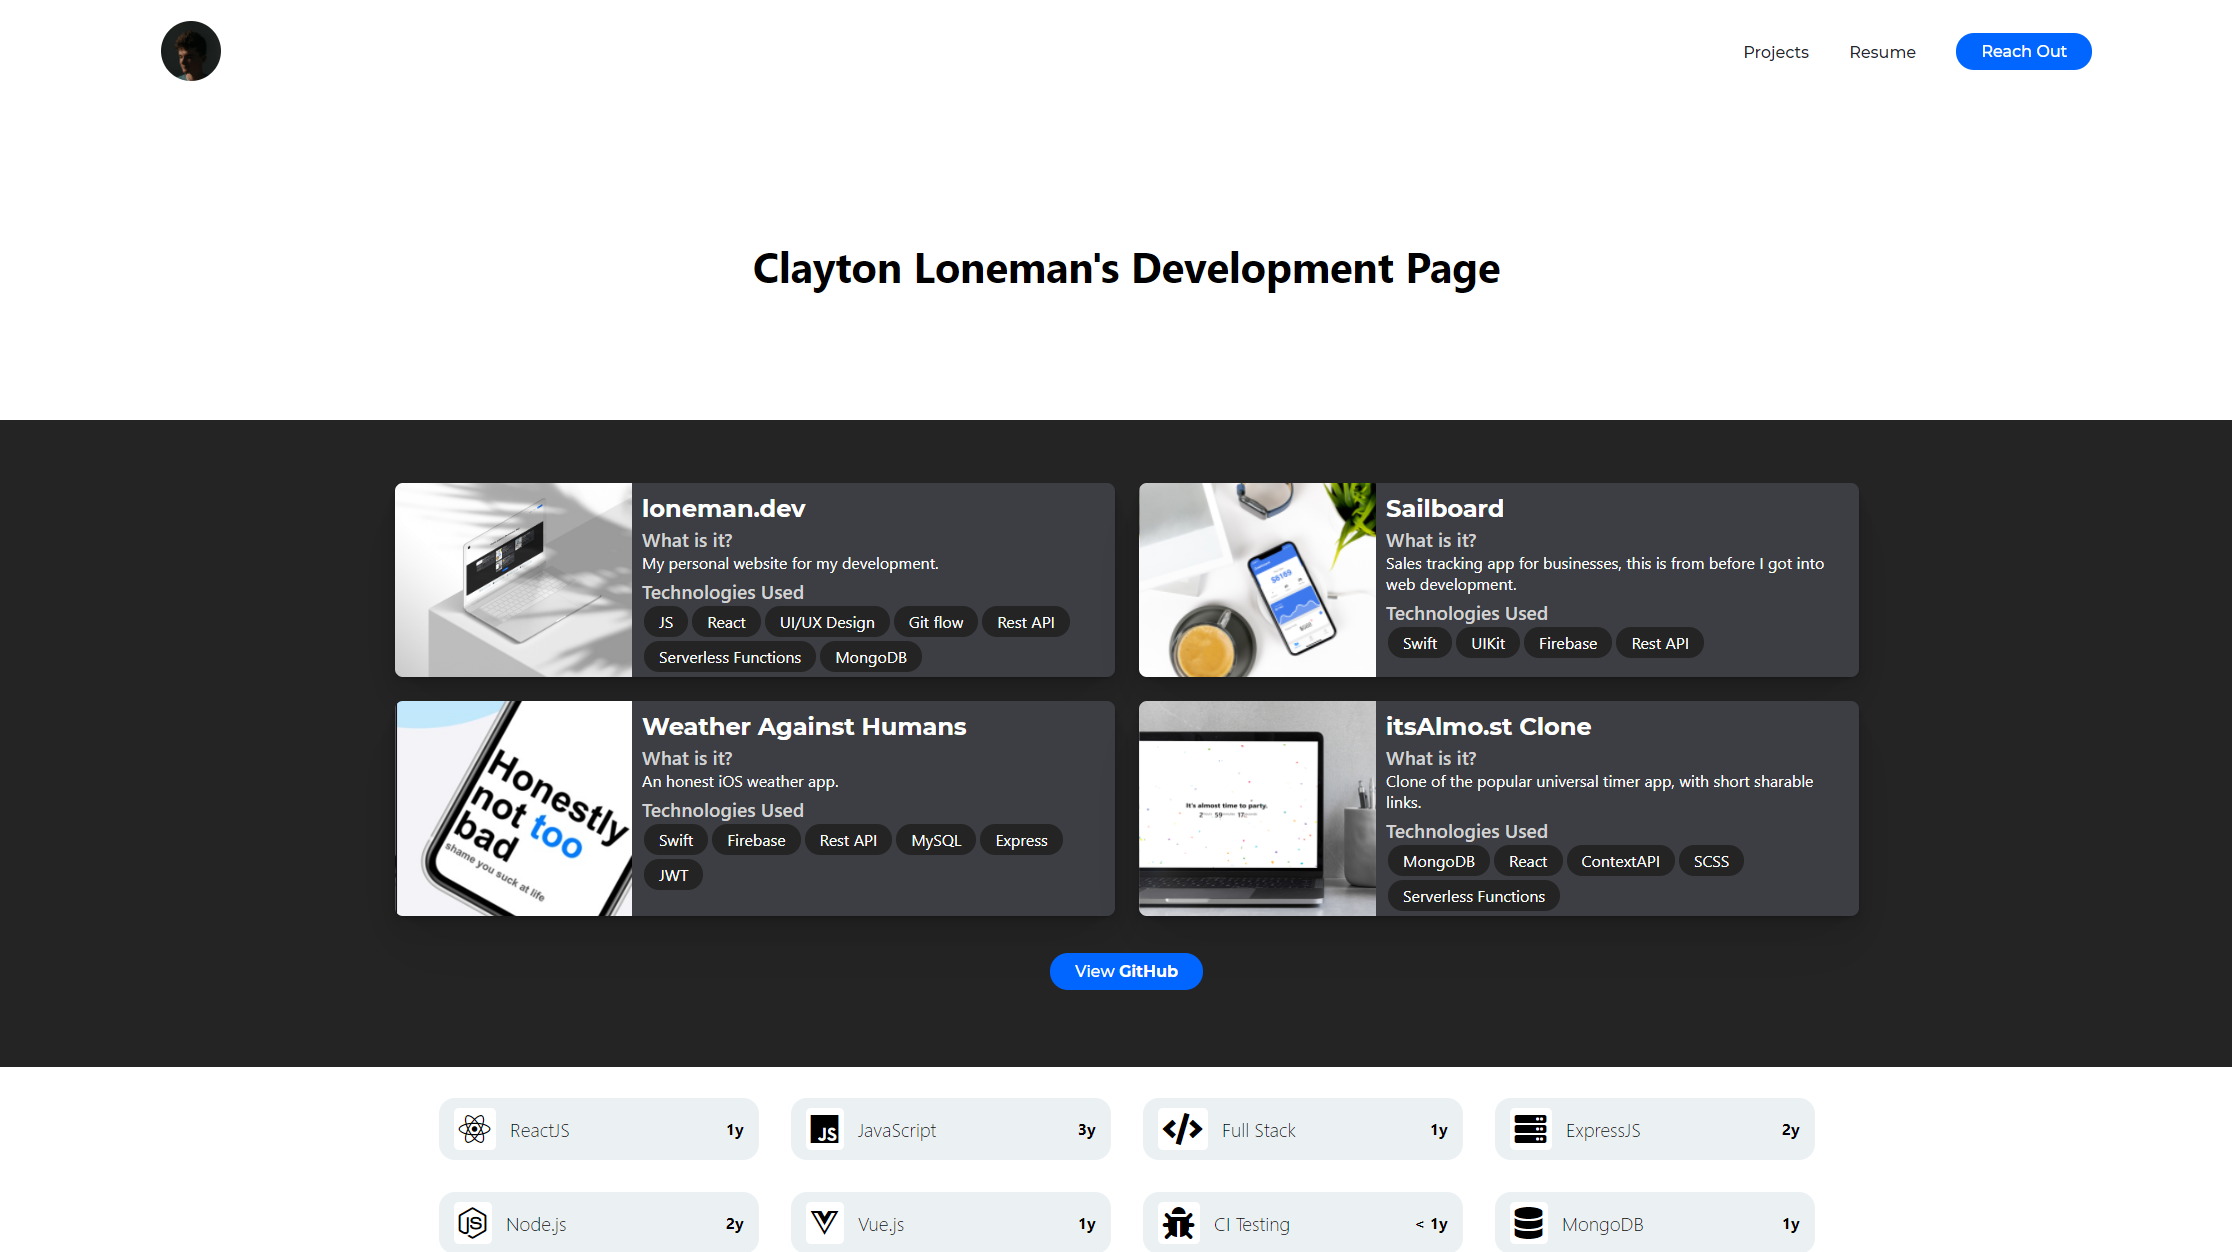 Projects
Resume
Reach Out
Clayton Loneman's Development Page
loneman.dev
What is it?
My personal website for my development.
Technologies Used
JS React UI/UX Design Git flow Rest API
Serverless Functions MongoDB
Sailboard
What is it?
Sales tracking app for businesses, this is from before I got into
web development.
Technologies Used
Swift UIKit Firebase Rest API
$8169
Honestly
not too
bad
shame you suck at life
Weather Against Humans
What is it?
An honest iOS weather app.
Technologies Used
Swift Firebase Rest API MySQL Express
JWT
It's almost time to party.
2 59 17
itsAlmo.st Clone
What is it?
Clone of the popular universal timer app, with short sharable
links.
Technologies Used
MongoDB React ContextAPI SCSS
Serverless Functions
View GitHub
ReactJS 1y
JS JavaScript 3y
Full Stack 1y
ExpressJS 2y
JS Node.js 2y
Vue.js 1y
CI Testing < 1y
MongoDB 1y